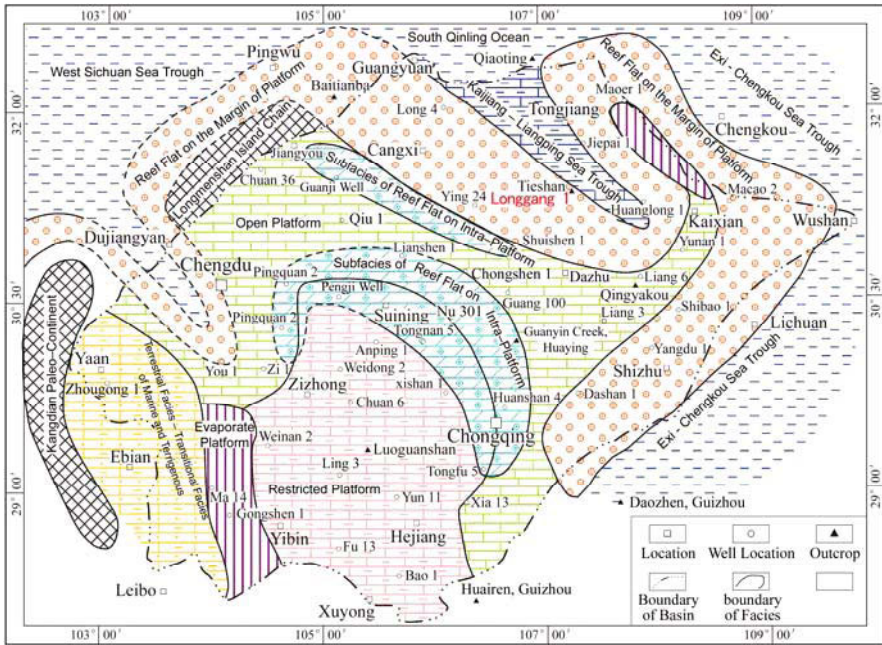 103° 00′ 105° 00′ 107° 00′ 109° 00′
South Qinling Ocean
Pingwu
Qiaoting
West Sichuan Sea Trough
Guangyuan
Reef Flat on the Margin of Platform
Exi - Chengkou Sea Trough
Maoer 1
32° 00′
32° 00′
Long 4
Tongjiang
Chengkou
Reef Flat on the Margin of Platform
Longmenshan Island Chain
Kaijiang - Liangping Sea Trough
Jiepai 1
Cangxi
Jiangyou
Chuan 36
Guanji Well
Subfacies of Reef Flat on Intra-Platform
Ying 24
Tieshan
Longgang 1
Macao 2
Huanglong 1
Kaixian
Wushan
Open Platform
Qiu 1
Shuishen 1
Yunan 1
Dujiangyan
Lianshen 1
Chengdu
Pingquan 2
Subfacies of Reef Flat on Intra-Platform
Chongshen 1
Dazhu
Liang 6
Pengji Well
Qingyakou
30° 30′
30° 30′
Guang 100
Suining
Nu 301
Liang 3
Shibao 1
Pingquan 2
Tongnan 5
Lichuan
Guanyin Creek,
Huaying
Anping 1
Yangdu 1
Kangdian Paleo-Continent
Yaan
Terrestrial Facies - Transitional Facies
of Marine and Terrigenous
You 1
Zi 1
Weidong 2
Shizhu
Zhougong 1
xishan 1
Zizhong
Chuan 6
Huanshan 4
Dashan 1
Exi - Chengkou Sea Trough
Evaporate
Platform
Weinan 2
Chongqing
Luoguanshan
Ebian
Ling 3
Tongfu 5
29° 00′
29° 00′
Restricted Platform
Ma 14
Yun 11
Xia 13
Daozhen, Guizhou
Gongshen 1
Yibin
Hejiang
Fu 13
Bao 1
Leibo
Huairen, Guizhou
Xuyong
Location Well Location Outcrop
Boundary
of Basin
boundary
of Facies
103° 00′ 105° 00′ 107° 00′ 109° 00′